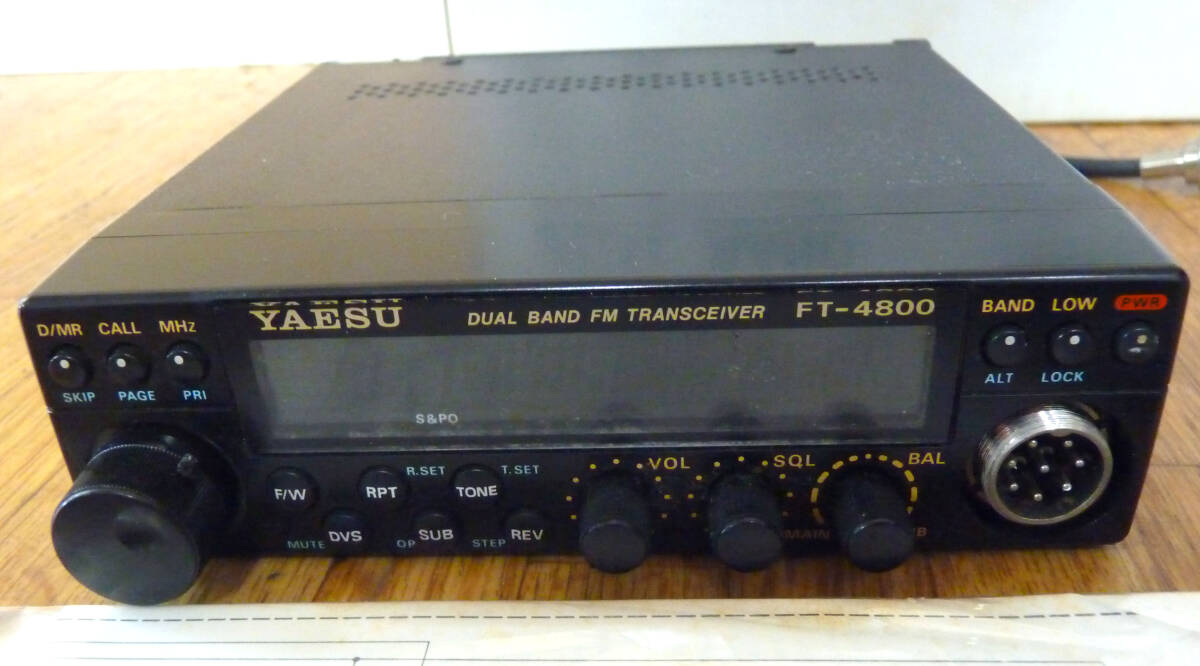 YAESU DUAL BAND FM TRANSCEIVER FT-4800
D/MR CALL MHz
SKIP PAGE PRI
S&PO
BAND LOW PWR
ALT LOCK
R.SET T.SET VOL SQL BAL
F/W RPT TONE
MUTE DVS OP SUB STEP REV
MAIN